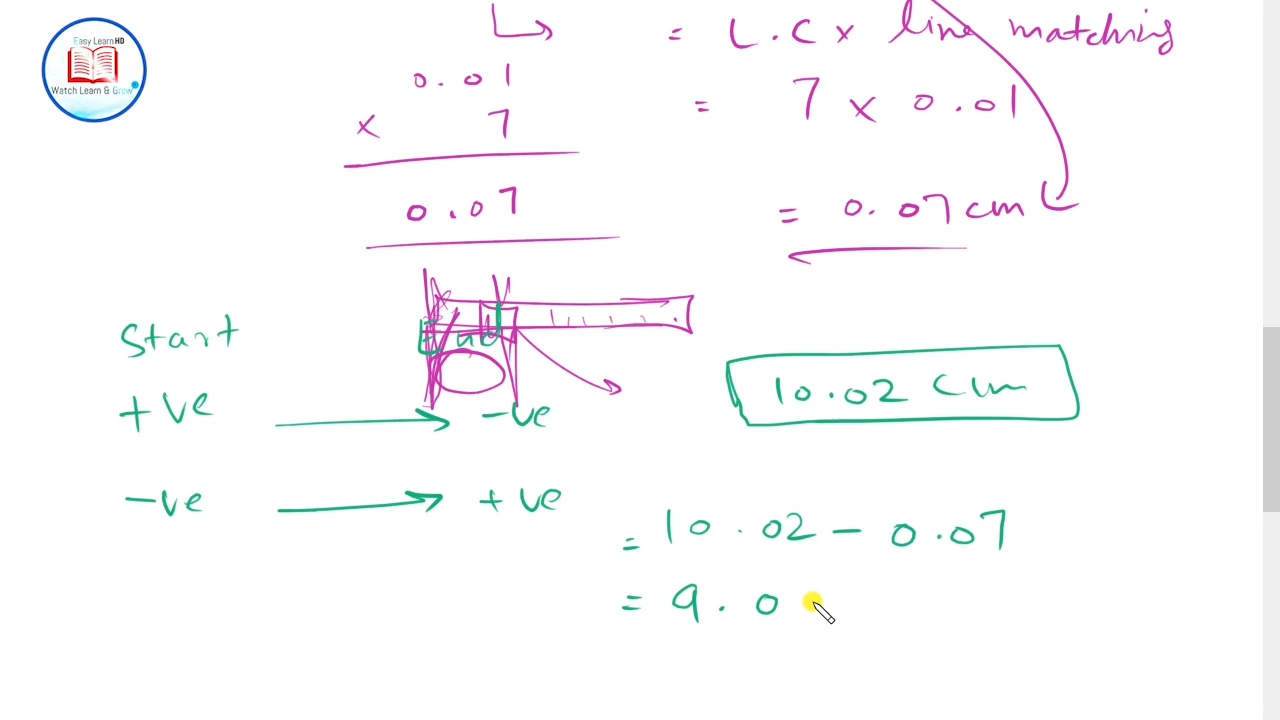 Easy Learn HD
Watch Learn & Grow
= L.C x line matching
0.01
x 7
= 7 x 0.01
0.07
= 0.07 cm
Start End
10.02 cm
+ve → -ve
-ve → +ve
= 10.02 - 0.07
= 9.0